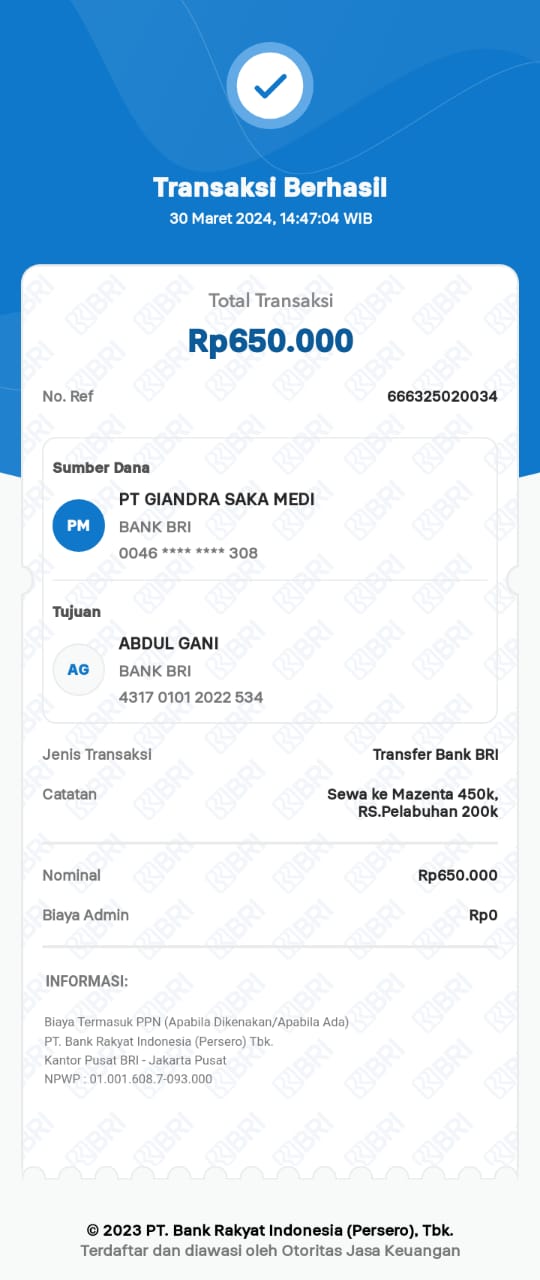 Transaksi Berhasil
30 Maret 2024, 14:47:04 WIB
Total Transaksi
Rp650.000
No. Ref 666325020034
Sumber Dana
PM
PT GIANDRA SAKA MEDI
BANK BRI
0046 **** **** 308
Tujuan
AG
ABDUL GANI
BANK BRI
4317 0101 2022 534
Jenis Transaksi Transfer Bank BRI
Catatan Sewa ke Mazenta 450k,
RS.Pelabuhan 200k
Nominal Rp650.000
Biaya Admin Rp0
INFORMASI:
Biaya Termasuk PPN (Apabila Dikenakan/Apabila Ada)
PT. Bank Rakyat Indonesia (Persero) Tbk.
Kantor Pusat BRI - Jakarta Pusat
NPWP : 01.001.608.7-093.000
© 2023 PT. Bank Rakyat Indonesia (Persero), Tbk.
Terdaftar dan diawasi oleh Otoritas Jasa Keuangan